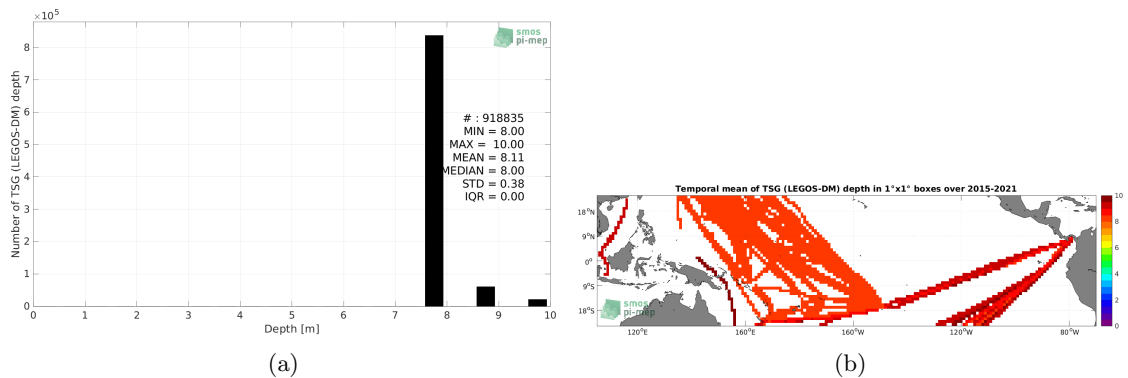 ×10⁵
8
7
6
5
4
3
2
1
0
Number of TSG (LEGOS-DM) depth
smos
pi-mep
# : 918835
MIN = 8.00
MAX = 10.00
MEAN = 8.11
MEDIAN = 8.00
STD = 0.38
IQR = 0.00
0 1 2 3 4 5 6 7 8 9 10
Depth [m]
(a)
Temporal mean of TSG (LEGOS-DM) depth in 1°x1° boxes over 2015-2021
18°N
9°N
0°
9°S
18°S
smos
pi-mep
120°E 160°E 160°W 120°W 80°W
10
8
6
4
2
0
(b)